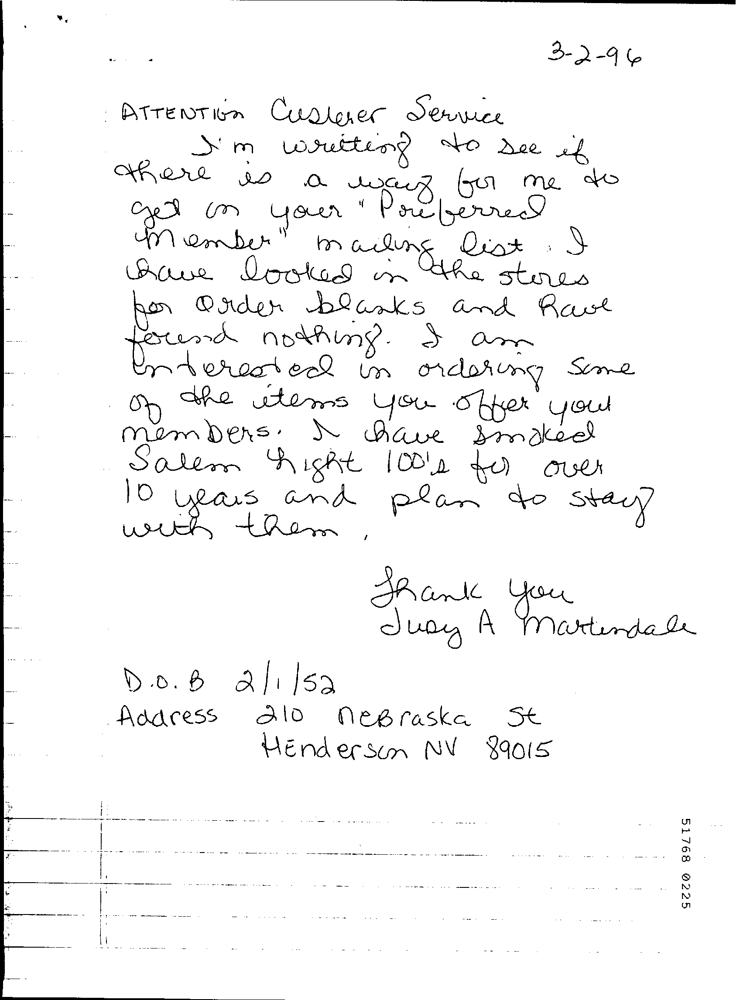 3-2-96
ATTENTION Custerer Service
I'm writting to see if
there is a way for me to
get on your "Preferred
Member" mailing list. I
have looked in the stores
for Order blanks and have
found nothing. I am
Interested in ordering some
of the items you offer your
members. I have smoked
Salem Light 100's for over
10 years and plan to stay
with them.
Thank You
Judy A Martindale
D.O.B 2/1/52
Address 210 Nebraska St
Henderson NV 89015
51768 0225